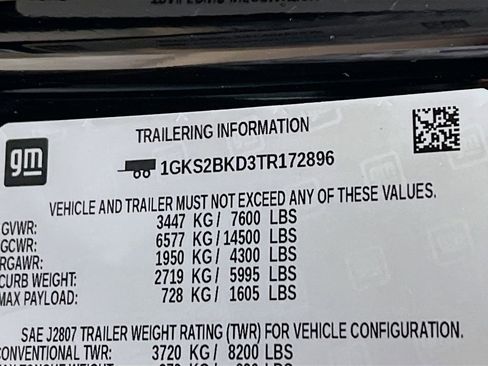 gm
TRAILERING INFORMATION
1GKS2BKD3TR172896
VEHICLE AND TRAILER MUST NOT EXCEED ANY OF THESE VALUES.
GVWR: 3447 KG / 7600 LBS
GCWR: 6577 KG / 14500 LBS
RGAWR: 1950 KG / 4300 LBS
CURB WEIGHT: 2719 KG / 5995 LBS
MAX PAYLOAD: 728 KG / 1605 LBS
SAE J2807 TRAILER WEIGHT RATING (TWR) FOR VEHICLE CONFIGURATION.
CONVENTIONAL TWR: 3720 KG / 8200 LBS